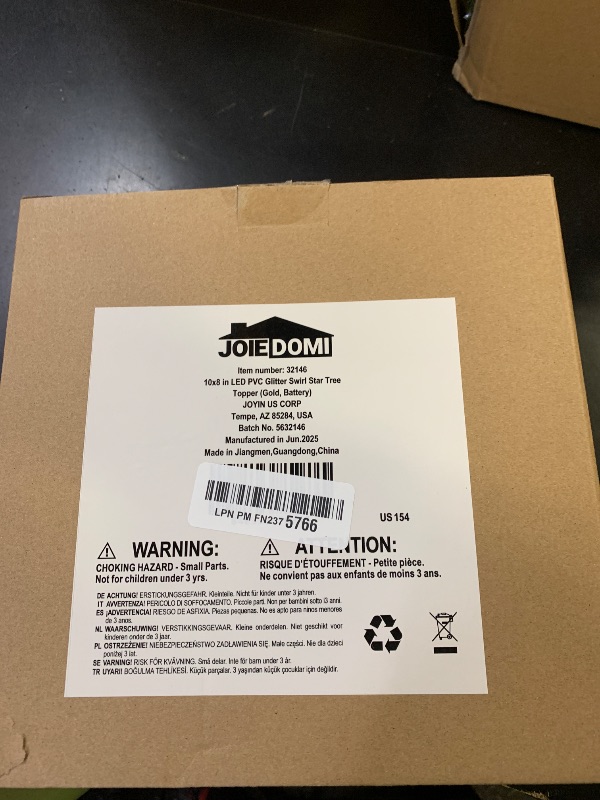 JOIEDOMI
Item number: 32146
10x8 in LED PVC Glitter Swirl Star Tree
Topper (Gold, Battery)
JOYIN US CORP
Tempe, AZ 85284, USA
Batch No. 5632146
Manufactured in Jun.2025
Made in Jiangmen,Guangdong,China
LPN PM FN237 5766
US 154
WARNING:
CHOKING HAZARD - Small Parts.
Not for children under 3 yrs.
ATTENTION:
RISQUE D'ÉTOUFFEMENT - Petite pièce.
Ne convient pas aux enfants de moins 3 ans.
DE ACHTUNG! ERSTICKUNGSGEFAHR. Kleinteile. Nicht für kinder unter 3 jahren.
IT AVVERTENZA! PERICOLO DI SOFFOCAMENTO. Piccole parti. Non per bambini sotto i3 anni.
ES ¡ADVERTENCIA! RIESGO DE ASFIXIA. Piezas pequenas. No es apto para ninos menores
de 3 anos.
NL WAARSCHUWING! VERSTIKKINGSGEVAAR. Kleine onderdelen. Niet geschikt voor
kinderen onder de 3 jaar.
PL OSTRZEŻENIE! NIEBEZPIECZEŃSTWO ZADŁAWIENIA SIĘ. Małe części. Nie dla dzieci
poniżej 3 lat.
SE VARNING! RISK FÖR KVÄVNING. Små delar. Inte för barn under 3 år.
TR UYARI! BOĞULMA TEHLİKESİ. Küçük parçalar. 3 yaşından küçük çocuklar için değildir.